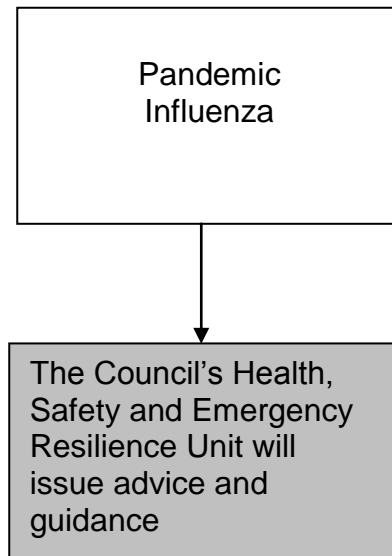 Pandemic
Influenza
The Council’s Health,
Safety and Emergency
Resilience Unit will
issue advice and
guidance